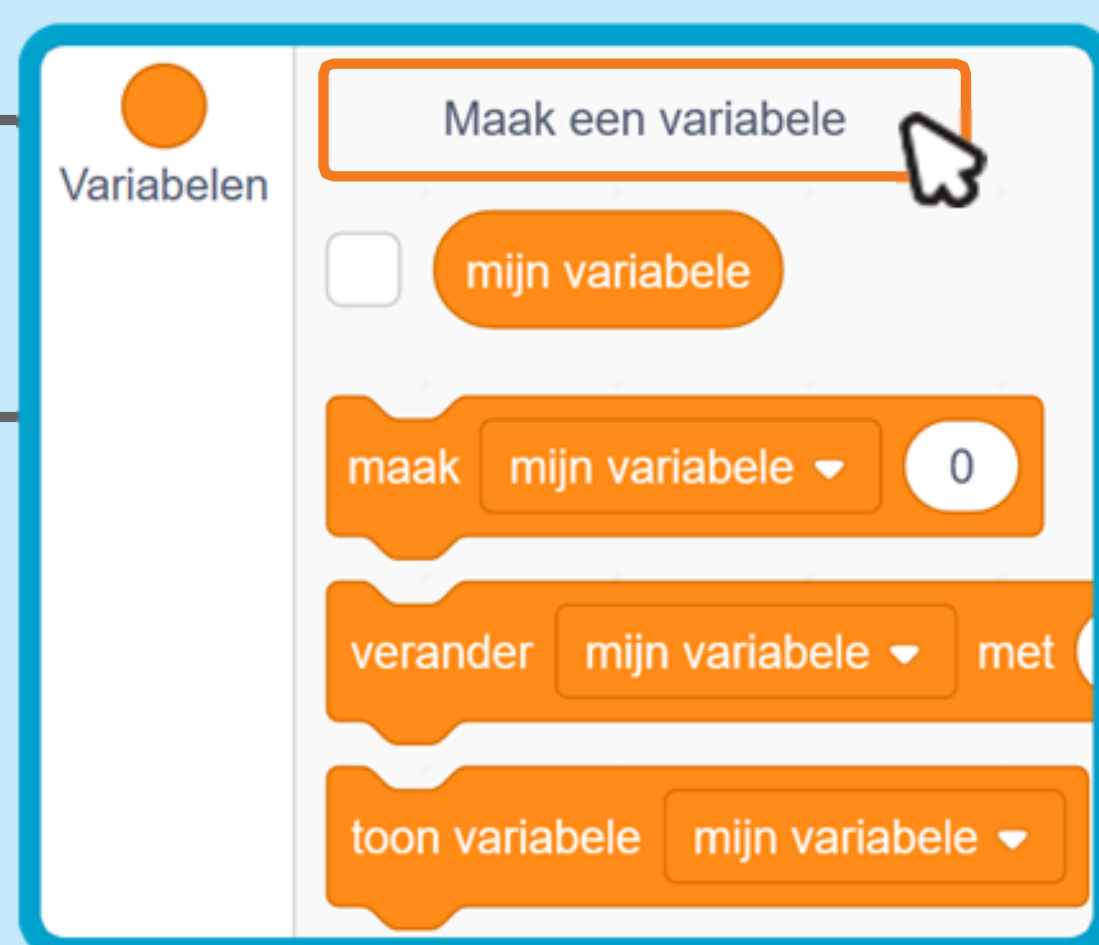 Variabelen
Maak een variabele
mijn variabele
maak mijn variabele 0
verander mijn variabele met
toon variabele mijn variabele